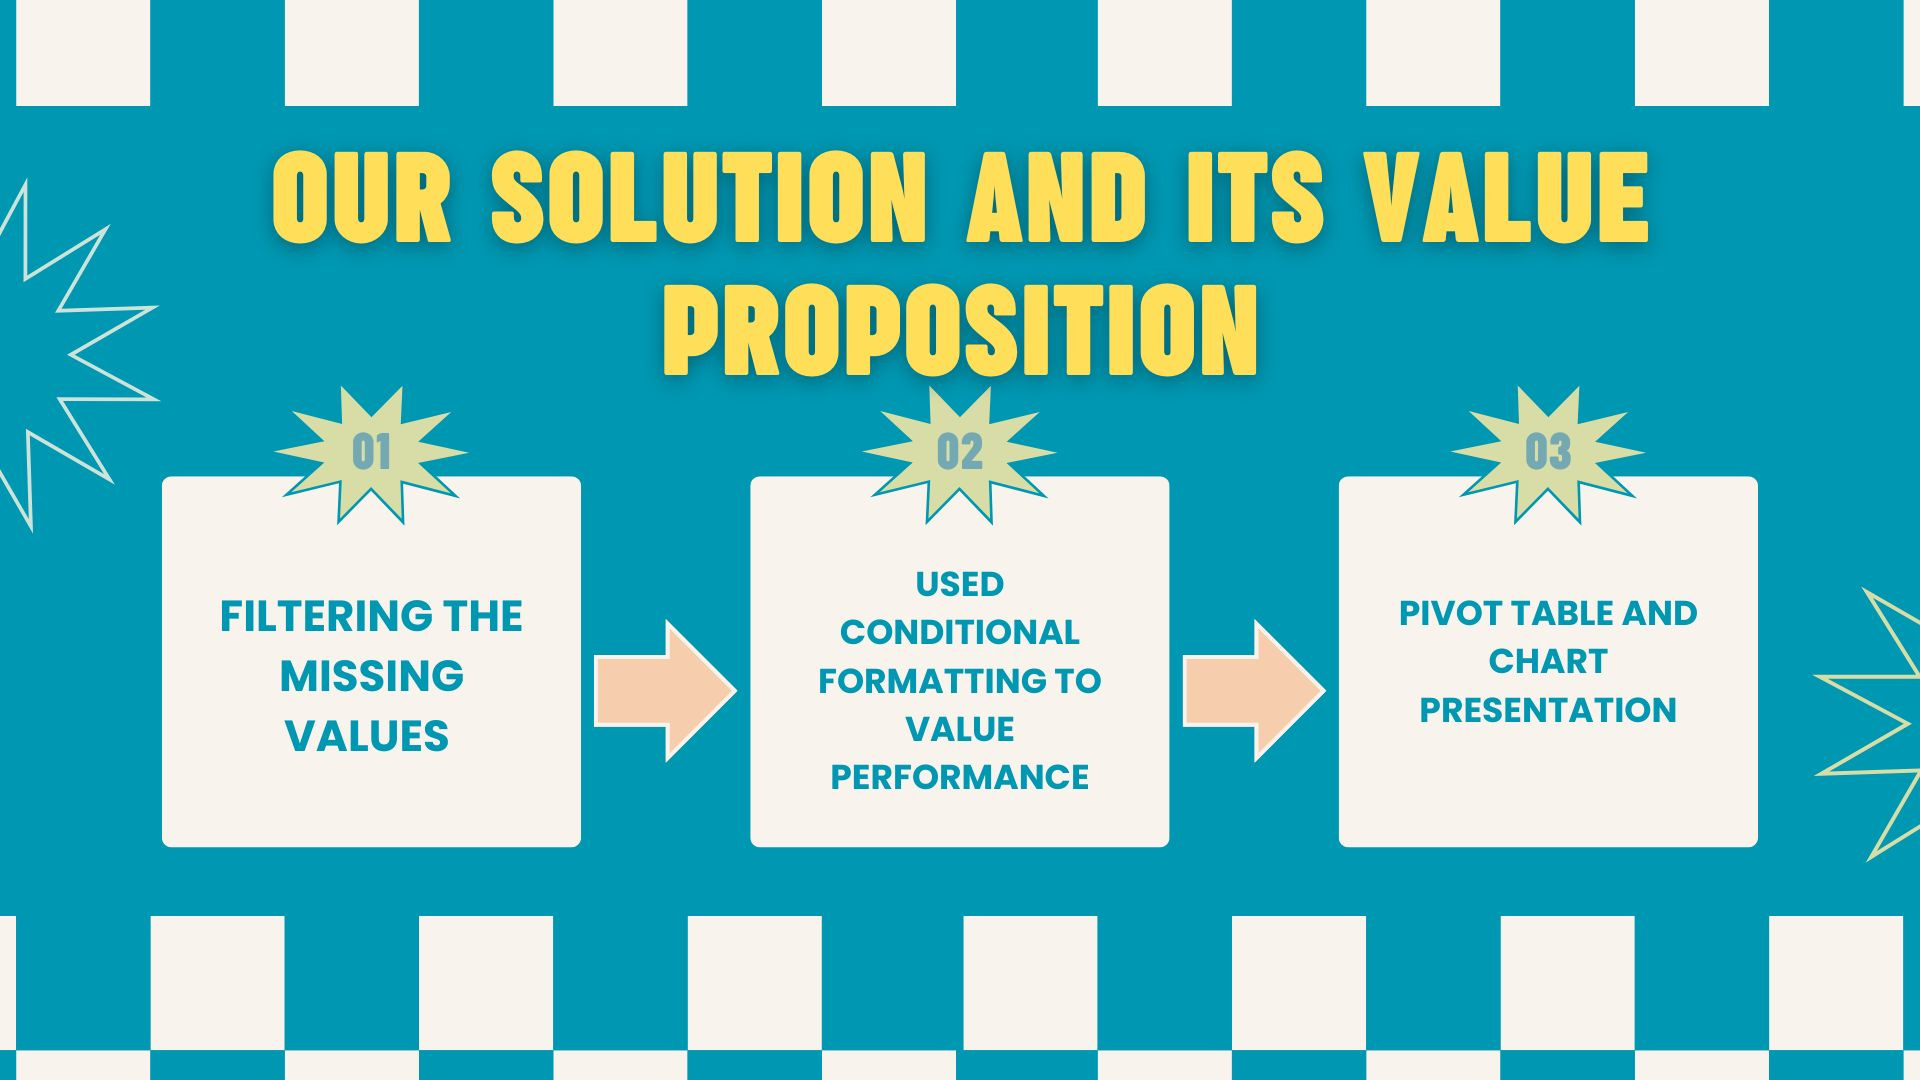 OUR SOLUTION AND ITS VALUE
PROPOSITION
01
FILTERING THE
MISSING
VALUES
02
USED
CONDITIONAL
FORMATTING TO
VALUE
PERFORMANCE
03
PIVOT TABLE AND
CHART
PRESENTATION